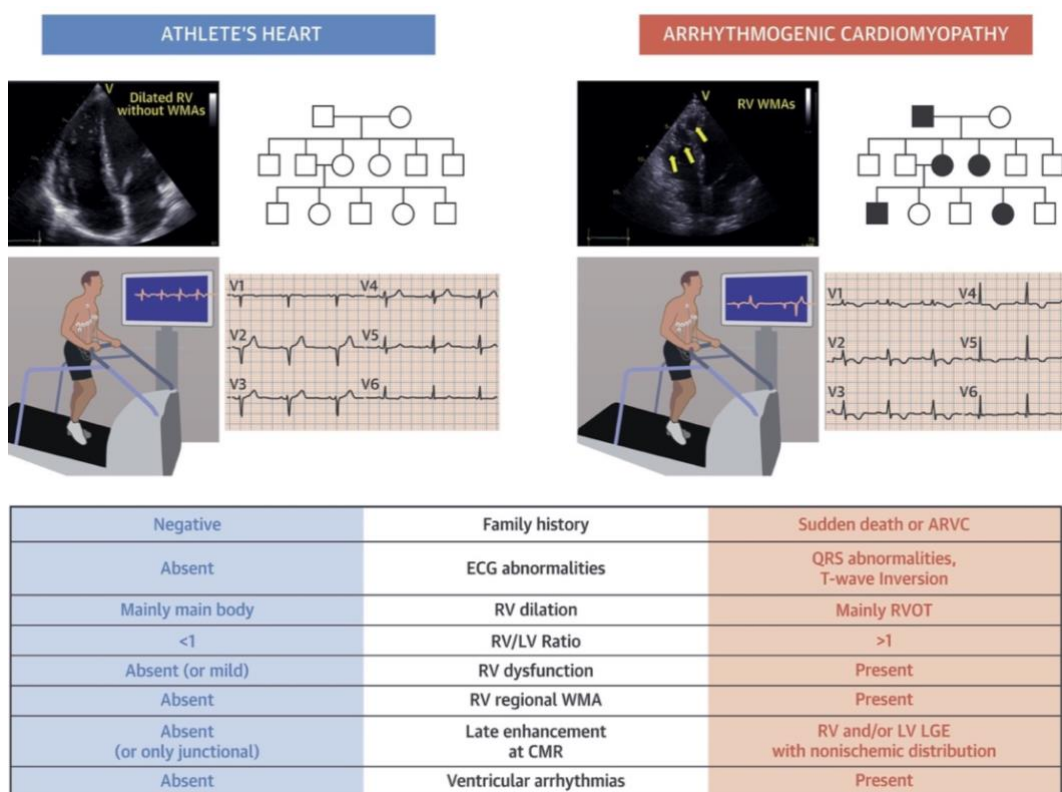 ATHLETE'S HEART
ARRHYTHMOGENIC CARDIOMYOPATHY
V
Dilated RV
without WMAs
V
RV WMAs
V1
V4
V2
V5
V3
V6
V1
V4
V2
V5
V3
V6
Negative
Family history
Sudden death or ARVC
Absent
ECG abnormalities
QRS abnormalities,
T-wave Inversion
Mainly main body
RV dilation
Mainly RVOT
<1
RV/LV Ratio
>1
Absent (or mild)
RV dysfunction
Present
Absent
RV regional WMA
Present
Absent
(or only junctional)
Late enhancement
at CMR
RV and/or LV LGE
with nonischemic distribution
Absent
Ventricular arrhythmias
Present